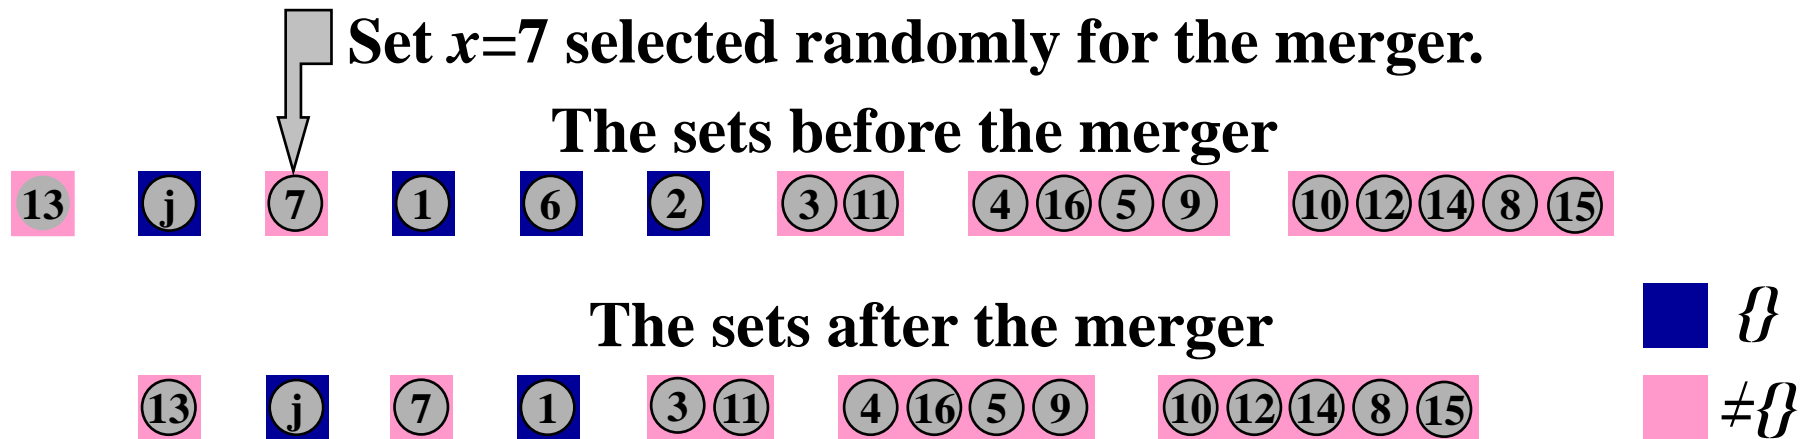 Set x=7 selected randomly for the merger.
The sets before the merger
13 j 7 1 6 2 3 11 4 16 5 9 10 12 14 8 15
{}
The sets after the merger
≠{}
13 j 7 1 3 11 4 16 5 9 10 12 14 8 15